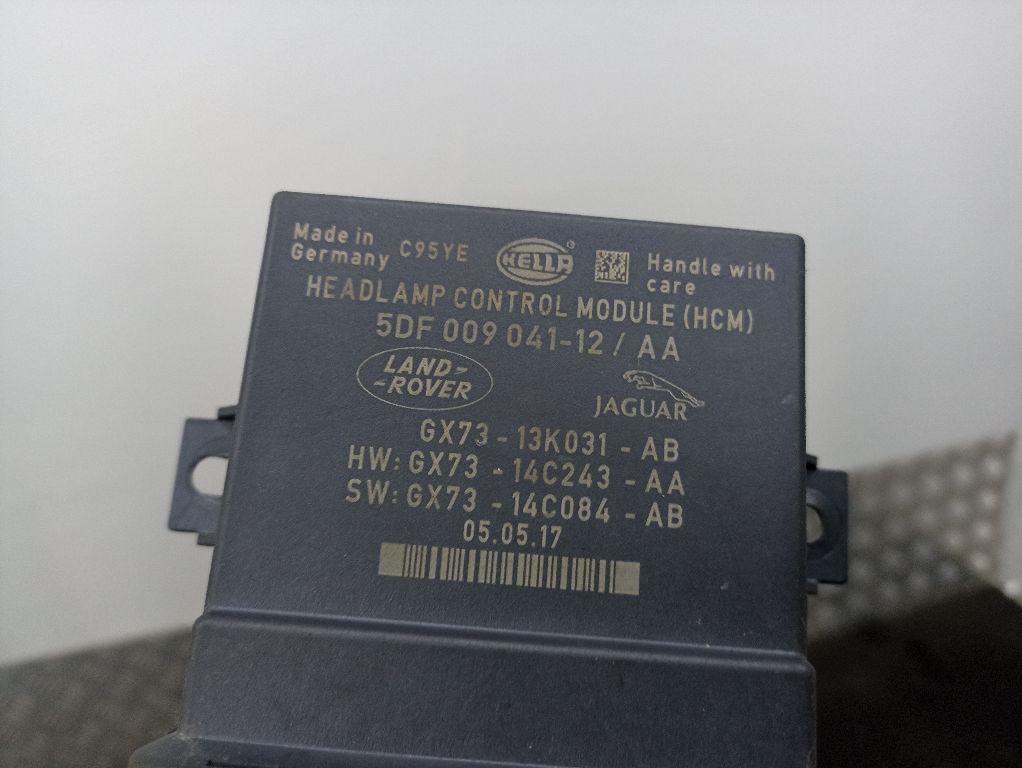 Made in
Germany
C95YE
HELLA
®
Handle with
care
HEADLAMP CONTROL MODULE (HCM)
5DF 009 041-12 / AA
LAND-
-ROVER
JAGUAR
GX73 - 13K031 - AB
HW: GX73 - 14C243 - AA
SW: GX73 - 14C084 - AB
05.05.17